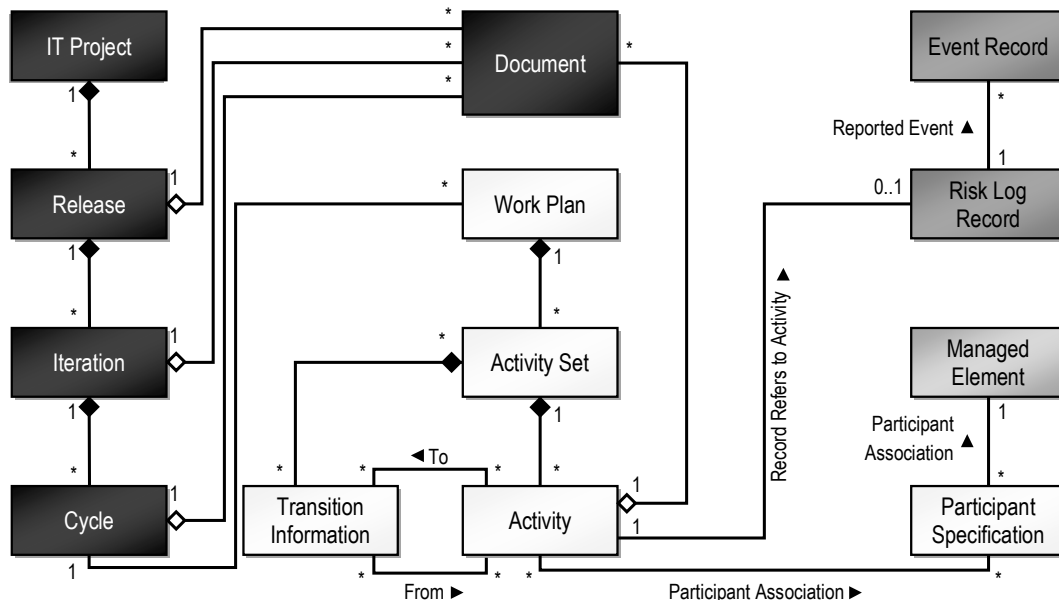 IT Project
1
*
Release
1
1
*
Iteration
1
1
*
Cycle
1
1
*
*
*
Document
*
*
Work Plan
1
*
*
Activity Set
1
*
*
Transition
Information
*
*
◄ To
*
*
From ►
*
Activity
1
1
*
Participant Association ►
*
Event Record
*
Reported Event ▲
1
0..1
Risk Log
Record
Record Refers to Activity ▲
Managed
Element
1
Participant
Association ▲
*
Participant
Specification